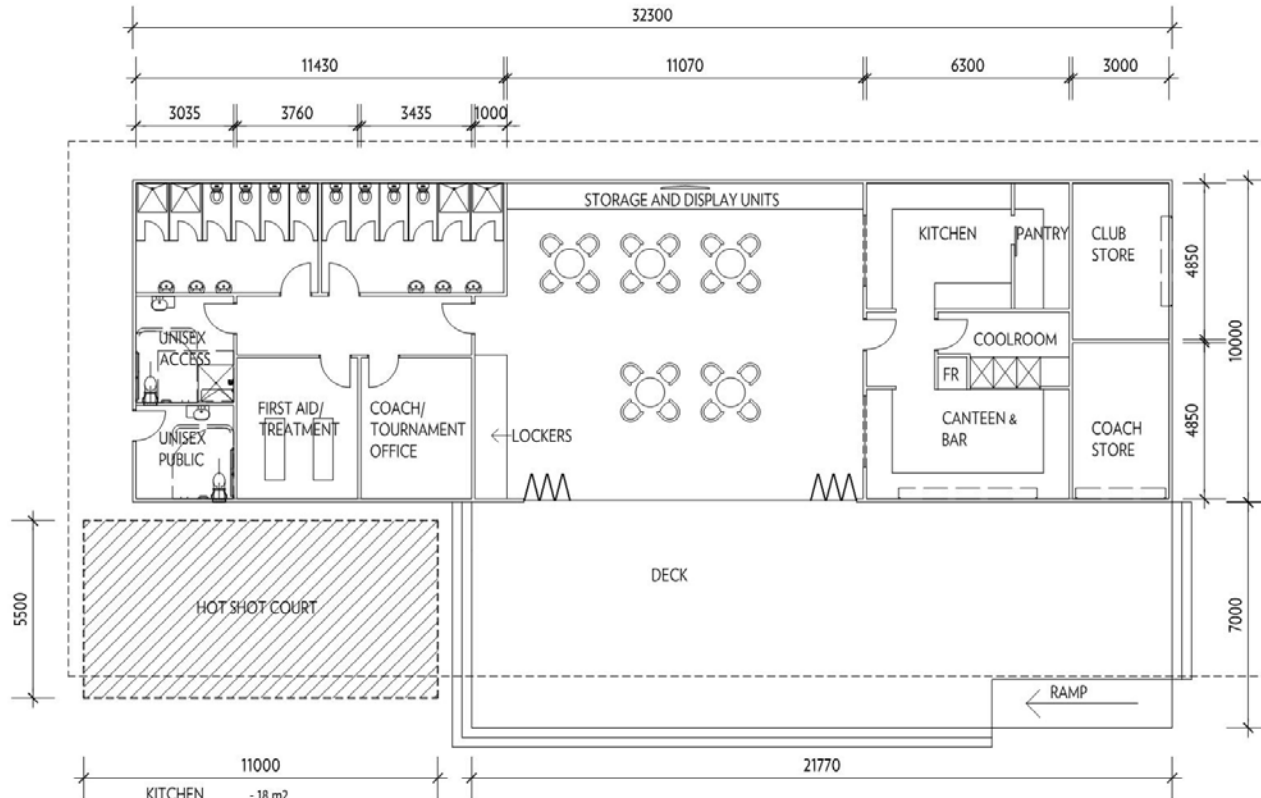 32300
11430
11070
6300
3000
3035
3760
3435
1000
STORAGE AND DISPLAY UNITS
KITCHEN
PANTRY
CLUB
STORE
4850
10000
UNISEX
ACCESS
COOLROOM
FR
FIRST AID/
TREATMENT
COACH/
TOURNAMENT
OFFICE
LOCKERS
CANTEEN &
BAR
COACH
STORE
4850
UNISEX
PUBLIC
5500
HOT SHOT COURT
DECK
7000
RAMP
11000
21770
KITCHEN - 18 m2